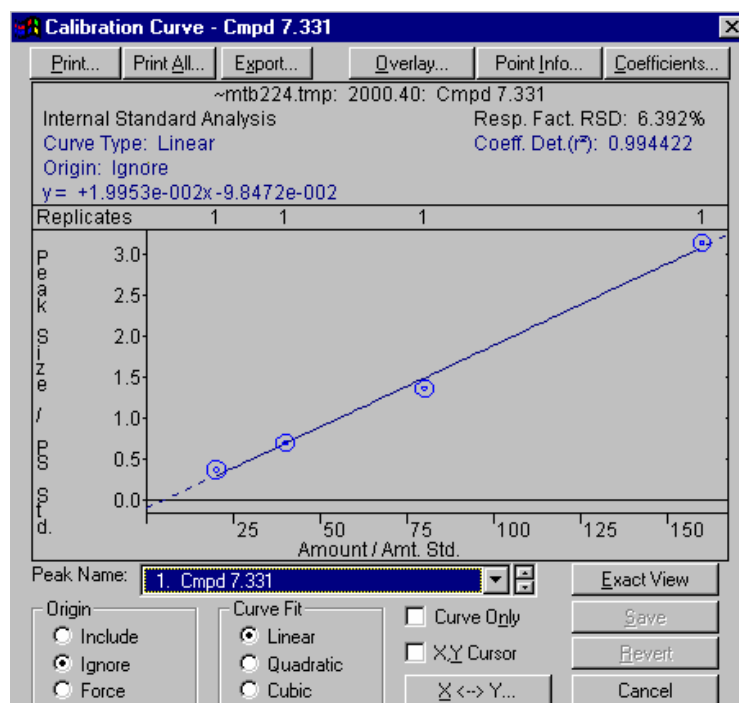 Calibration Curve - Cmpd 7.331
Print... Print All... Export... Overlay... Point Info... Coefficients...
~mtb224.tmp: 2000.40: Cmpd 7.331
Internal Standard Analysis Resp. Fact. RSD: 6.392%
Curve Type: Linear Coeff. Det.(r²): 0.994422
Origin: Ignore
y = +1.9953e-002x -9.8472e-002
Replicates 1 1 1 1
Peak Size / PS Std.
3.0
2.5
2.0
1.5
1.0
0.5
0.0
25 50 75 100 125 150
Amount / Amt. Std.
Peak Name: 1. Cmpd 7.331 Exact View
Origin Curve Fit Curve Only Save
Include Linear
Ignore Quadratic X,Y Cursor Revert
Force Cubic X <--> Y... Cancel